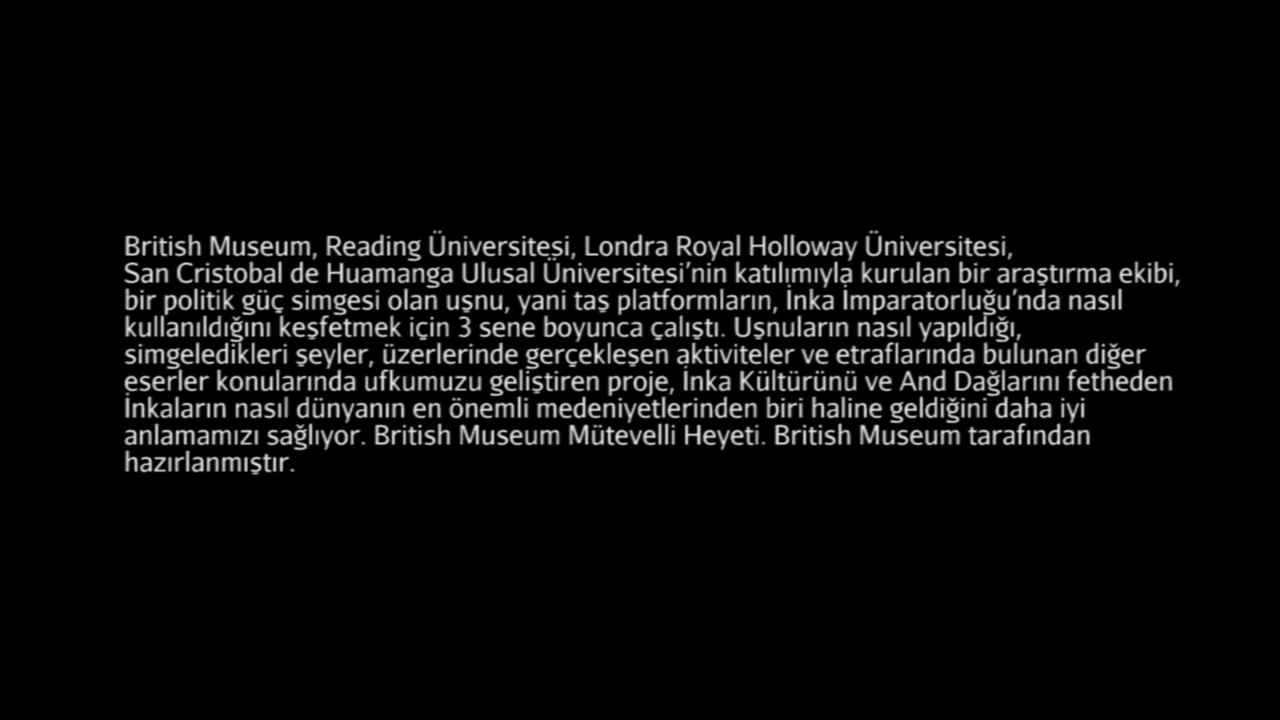 British Museum, Reading Üniversitesi, Londra Royal Holloway Üniversitesi,
San Cristobal de Huamanga Ulusal Üniversitesi’nin katılımıyla kurulan bir araştırma ekibi,
bir politik güç simgesi olan uşnu, yani taş platformların, İnka İmparatorluğu’nda nasıl
kullanıldığını keşfetmek için 3 sene boyunca çalıştı. Uşnuların nasıl yapıldığı,
simgeledikleri şeyler, üzerlerinde gerçekleşen aktiviteler ve etraflarında bulunan diğer
eserler konularında ufkumuzu geliştiren proje, İnka Kültürünü ve And Dağlarını fetheden
İnkaların nasıl dünyanın en önemli medeniyetlerinden biri haline geldiğini daha iyi
anlamamızı sağlıyor. British Museum Mütevelli Heyeti. British Museum tarafından
hazırlanmıştır.